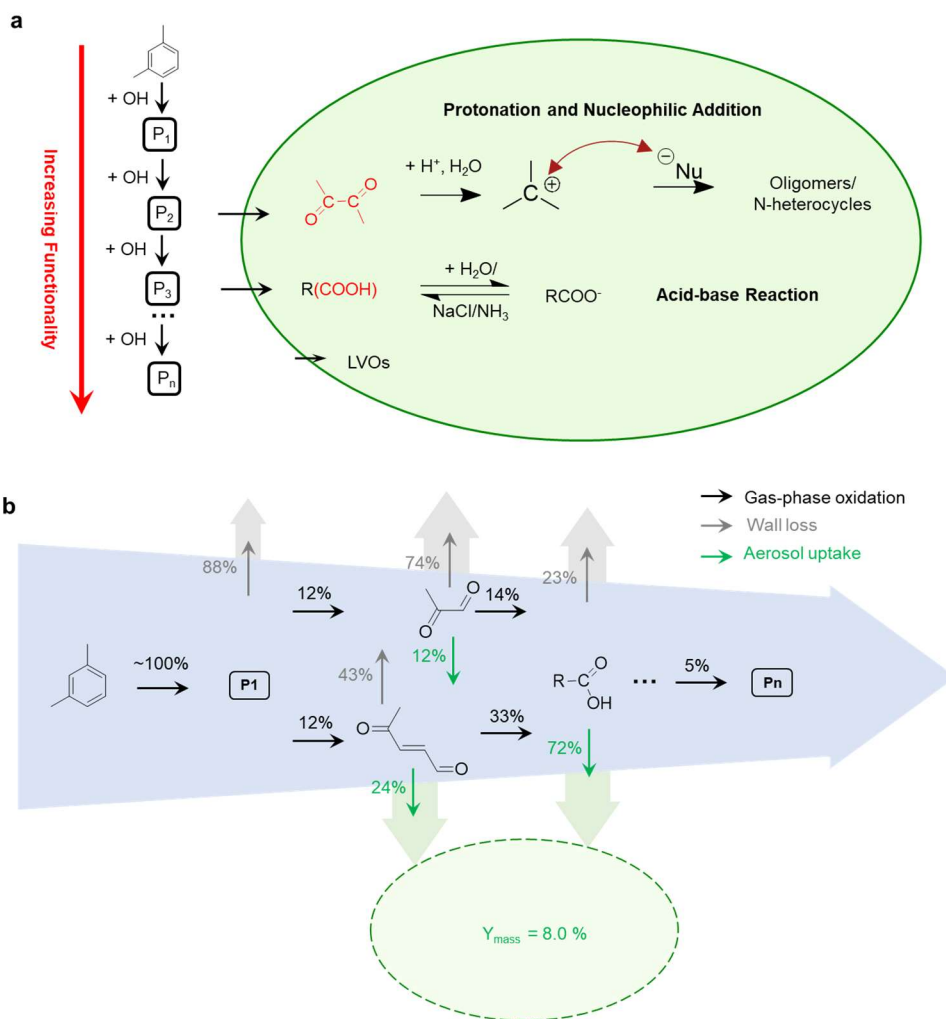 a
Increasing Functionality
+ OH
P₁
+ OH
P₂
+ OH
P₃
...
+ OH
Pₙ
Protonation and Nucleophilic Addition
O
C-C
O
+ H⁺, H₂O
C ⊕
⊖
Nu
Oligomers/
N-heterocycles
R(COOH)
+ H₂O/
NaCl/NH₃
RCOO⁻
Acid-base Reaction
LVOs
b
Gas-phase oxidation
Wall loss
Aerosol uptake
88%
74%
23%
12%
O
O
14%
12%
~100%
P1
43%
O
R
C
OH
...
5%
Pn
12%
O
O
33%
24%
72%
Yₘₐₛₛ = 8.0 %